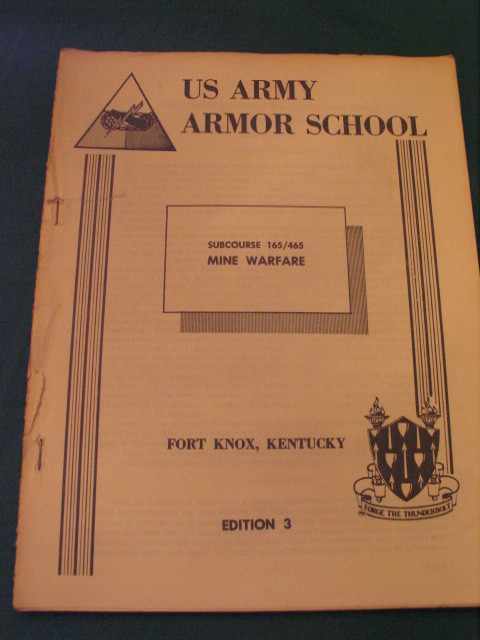 US ARMY
ARMOR SCHOOL
SUBCOURSE 165/465
MINE WARFARE
FORT KNOX, KENTUCKY
FORGE THE THUNDERBOLT
EDITION 3